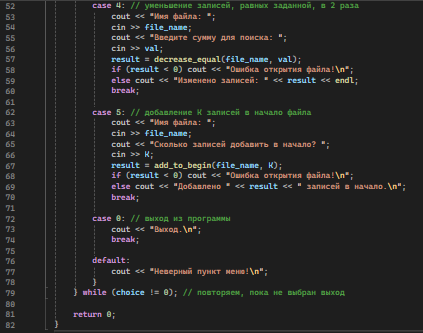 52 case 4: // уменьшение записей, равных заданной, в 2 раза
53 cout << "Имя файла: ";
54 cin >> file_name;
55 cout << "Введите сумму для поиска: ";
56 cin >> val;
57 result = decrease_equal(file_name, val);
58 if (result < 0) cout << "Ошибка открытия файла!\n";
59 else cout << "Изменено записей: " << result << endl;
60 break;
61
62 case 5: // добавление К записей в начало файла
63 cout << "Имя файла: ";
64 cin >> file_name;
65 cout << "Сколько записей добавить в начало? ";
66 cin >> K;
67 result = add_to_begin(file_name, K);
68 if (result < 0) cout << "Ошибка открытия файла!\n";
69 else cout << "Добавлено " << result << " записей в начало.\n";
70 break;
71
72 case 0: // выход из программы
73 cout << "Выход.\n";
74 break;
75
76 default:
77 cout << "Неверный пункт меню!\n";
78 }
79 } while (choice != 0); // повторяем, пока не выбран выход
80
81 return 0;
82 }